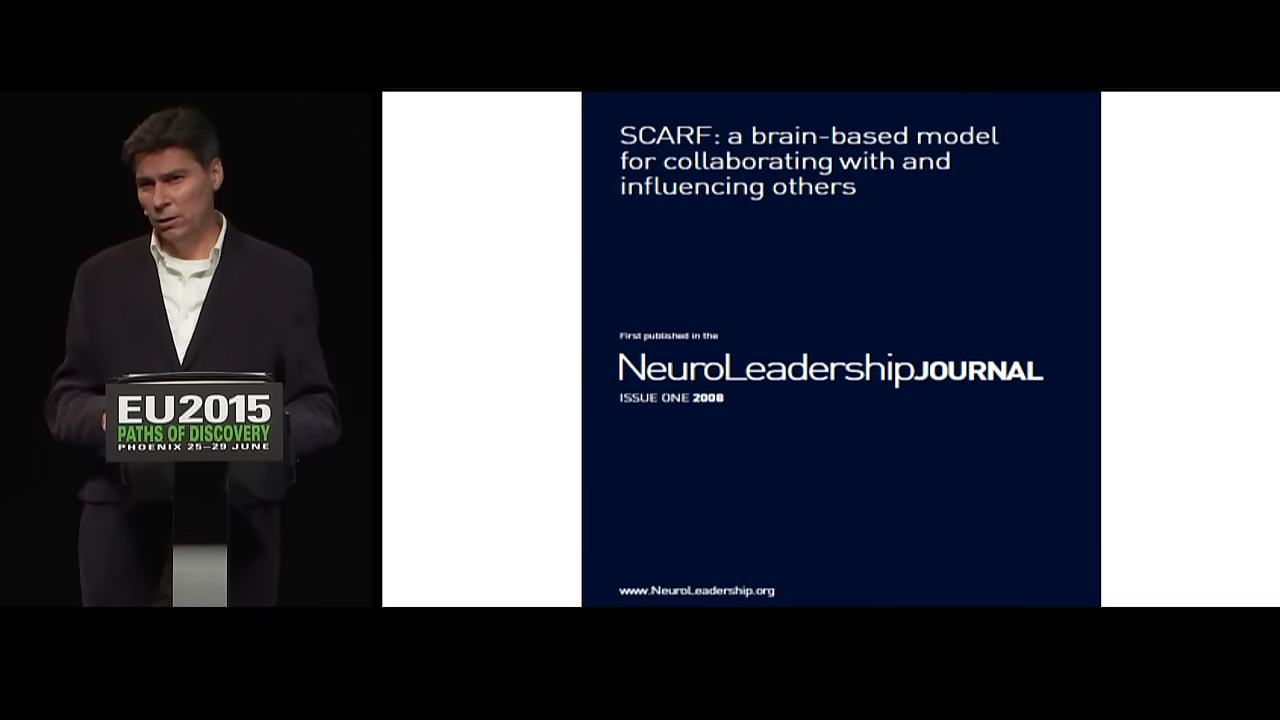 EU2015
PATHS OF DISCOVERY
PHOENIX 25–29 JUNE
SCARF: a brain-based model
for collaborating with and
influencing others
First published in the
NeuroLeadershipJOURNAL
ISSUE ONE 2008
www.NeuroLeadership.org